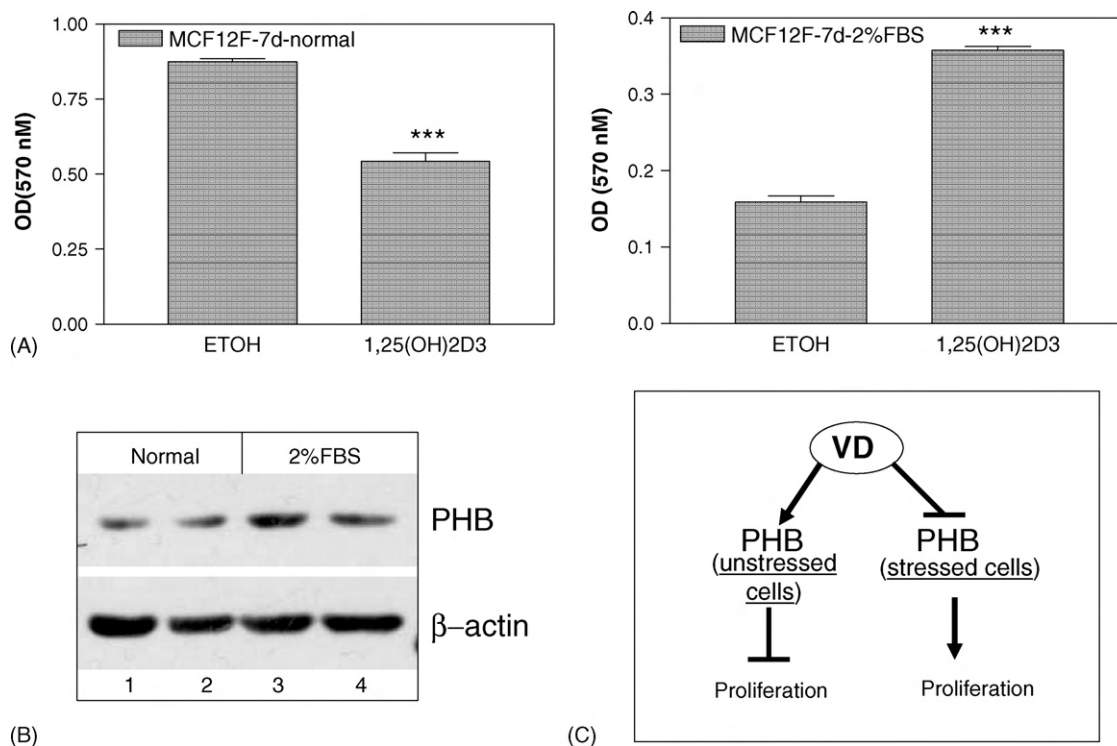 1.00
0.75
0.50
0.25
0.00
OD(570 nM)
MCF12F-7d-normal
***
ETOH 1,25(OH)2D3
(A)
0.4
0.3
0.2
0.1
0.0
OD (570 nM)
MCF12F-7d-2%FBS
***
ETOH 1,25(OH)2D3
Normal 2%FBS
PHB
β–actin
1 2 3 4
(B)
VD
PHB PHB
(unstressed (stressed cells)
cells)
Proliferation Proliferation
(C)